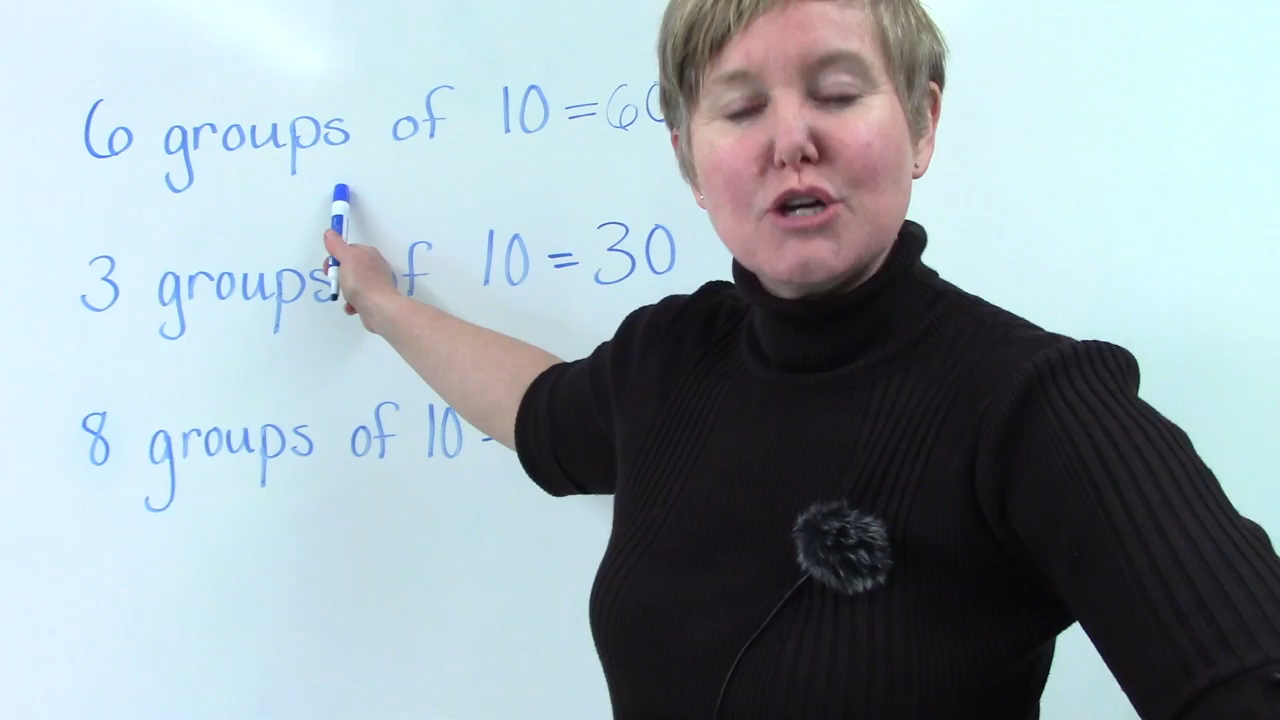 6 groups of 10 = 60
3 groups of 10 = 30
8 groups of 10